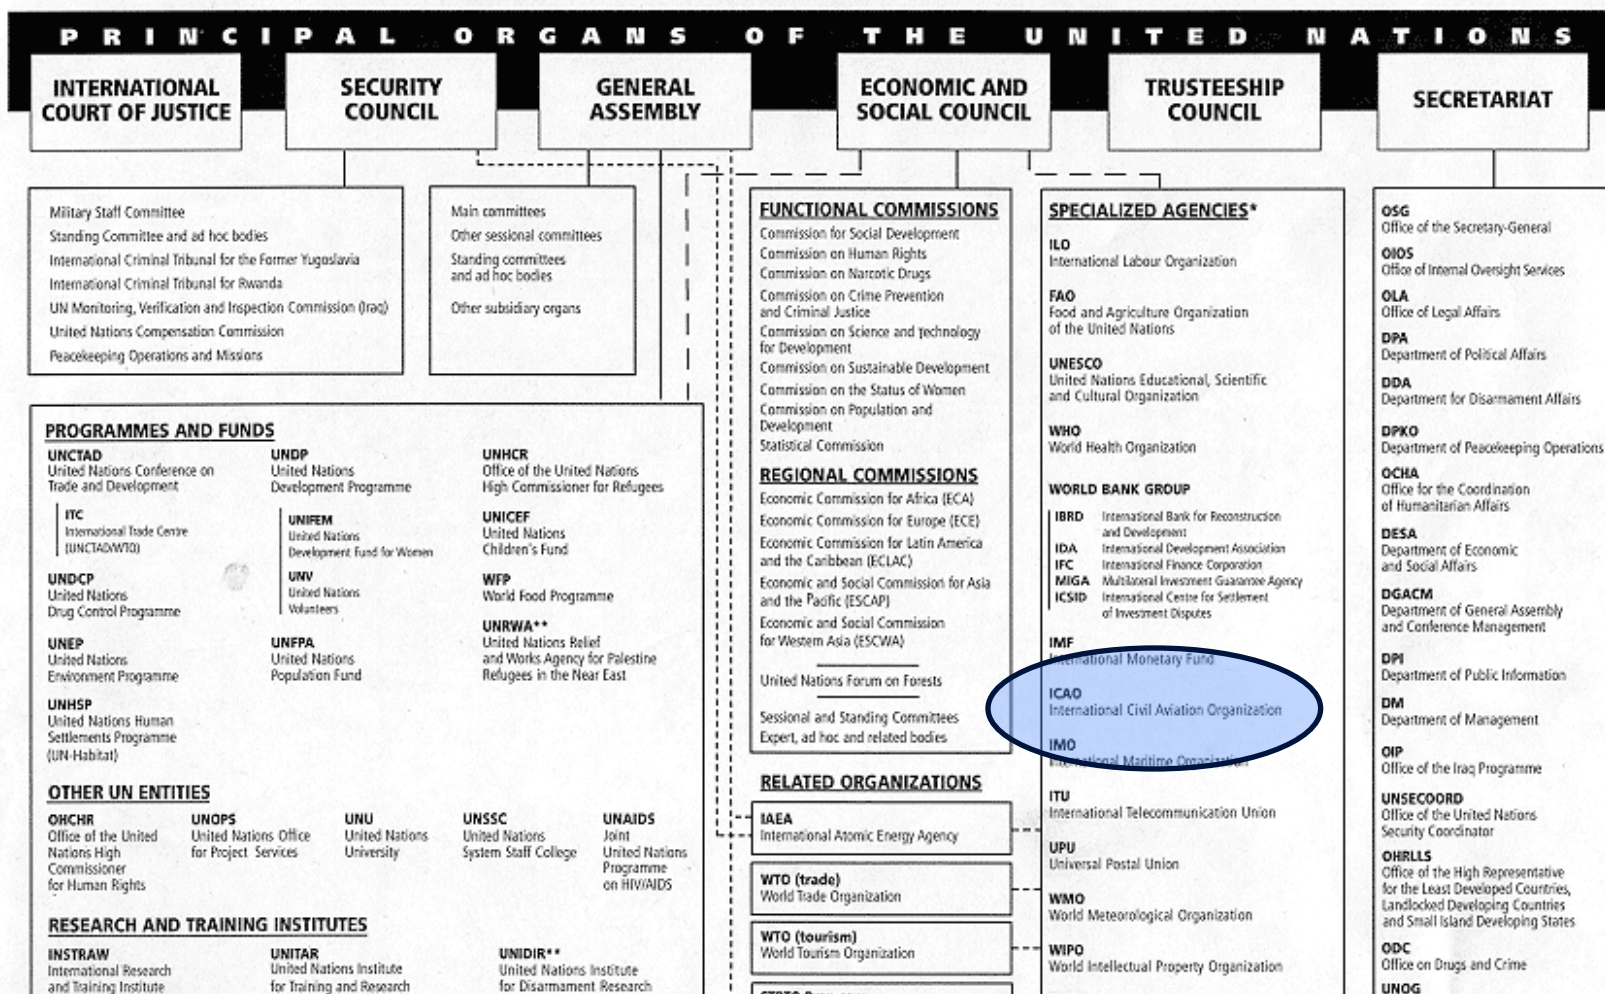 PRINCIPAL ORGANS OF THE UNITED NATIONS
INTERNATIONAL
COURT OF JUSTICE
SECURITY
COUNCIL
GENERAL
ASSEMBLY
ECONOMIC AND
SOCIAL COUNCIL
TRUSTEESHIP
COUNCIL
SECRETARIAT
Military Staff Committee
Standing Committee and ad hoc bodies
International Criminal Tribunal for the Former Yugoslavia
International Criminal Tribunal for Rwanda
UN Monitoring, Verification and Inspection Commission (Iraq)
United Nations Compensation Commission
Peacekeeping Operations and Missions
Main committees
Other sessional committees
Standing committees
and ad hoc bodies
Other subsidiary organs
PROGRAMMES AND FUNDS
UNCTAD
United Nations Conference on
Trade and Development
ITC
International Trade Centre
(UNCTAD/WTO)
UNDCP
United Nations
Drug Control Programme
UNEP
United Nations
Environment Programme
UNHSP
United Nations Human
Settlements Programme
(UN-Habitat)
UNDP
United Nations
Development Programme
UNIFEM
United Nations
Development Fund for Women
UNV
United Nations
Volunteers
UNFPA
United Nations
Population Fund
UNHCR
Office of the United Nations
High Commissioner for Refugees
UNICEF
United Nations
Children's Fund
WFP
World Food Programme
UNRWA**
United Nations Relief
and Works Agency for Palestine
Refugees in the Near East
OTHER UN ENTITIES
OHCHR
Office of the United
Nations High
Commissioner
for Human Rights
UNOPS
United Nations Office
for Project Services
UNU
United Nations
University
UNSSC
United Nations
System Staff College
UNAIDS
Joint
United Nations
Programme
on HIV/AIDS
RESEARCH AND TRAINING INSTITUTES
INSTRAW
International Research
and Training Institute
UNITAR
United Nations Institute
for Training and Research
UNIDIR**
United Nations Institute
for Disarmament Research
FUNCTIONAL COMMISSIONS
Commission for Social Development
Commission on Human Rights
Commission on Narcotic Drugs
Commission on Crime Prevention
and Criminal Justice
Commission on Science and Technology
for Development
Commission on Sustainable Development
Commission on the Status of Women
Commission on Population and
Development
Statistical Commission
REGIONAL COMMISSIONS
Economic Commission for Africa (ECA)
Economic Commission for Europe (ECE)
Economic Commission for Latin America
and the Caribbean (ECLAC)
Economic and Social Commission for Asia
and the Pacific (ESCAP)
Economic and Social Commission
for Western Asia (ESCWA)
United Nations Forum on Forests
Sessional and Standing Committees
Expert, ad hoc and related bodies
RELATED ORGANIZATIONS
IAEA
International Atomic Energy Agency
WTO (trade)
World Trade Organization
WTO (tourism)
World Tourism Organization
SPECIALIZED AGENCIES*
ILO
International Labour Organization
FAO
Food and Agriculture Organization
of the United Nations
UNESCO
United Nations Educational, Scientific
and Cultural Organization
WHO
World Health Organization
WORLD BANK GROUP
IBRD International Bank for Reconstruction
and Development
IDA International Development Association
IFC International Finance Corporation
MIGA Multilateral Investment Guarantee Agency
ICSID International Centre for Settlement
of Investment Disputes
IMF
International Monetary Fund
ICAO
International Civil Aviation Organization
IMO
International Maritime Organization
ITU
International Telecommunication Union
UPU
Universal Postal Union
WMO
World Meteorological Organization
WIPO
World Intellectual Property Organization
OSG
Office of the Secretary-General
OIOS
Office of Internal Oversight Services
OLA
Office of Legal Affairs
DPA
Department of Political Affairs
DDA
Department for Disarmament Affairs
DPKO
Department of Peacekeeping Operations
OCHA
Office for the Coordination
of Humanitarian Affairs
DESA
Department of Economic
and Social Affairs
DGACM
Department of General Assembly
and Conference Management
DPI
Department of Public Information
DM
Department of Management
OIP
Office of the Iraq Programme
UNSECOORD
Office of the United Nations
Security Coordinator
OHRLLS
Office of the High Representative
for the Least Developed Countries,
Landlocked Developing Countries
and Small Island Developing States
ODC
Office on Drugs and Crime
UNOG